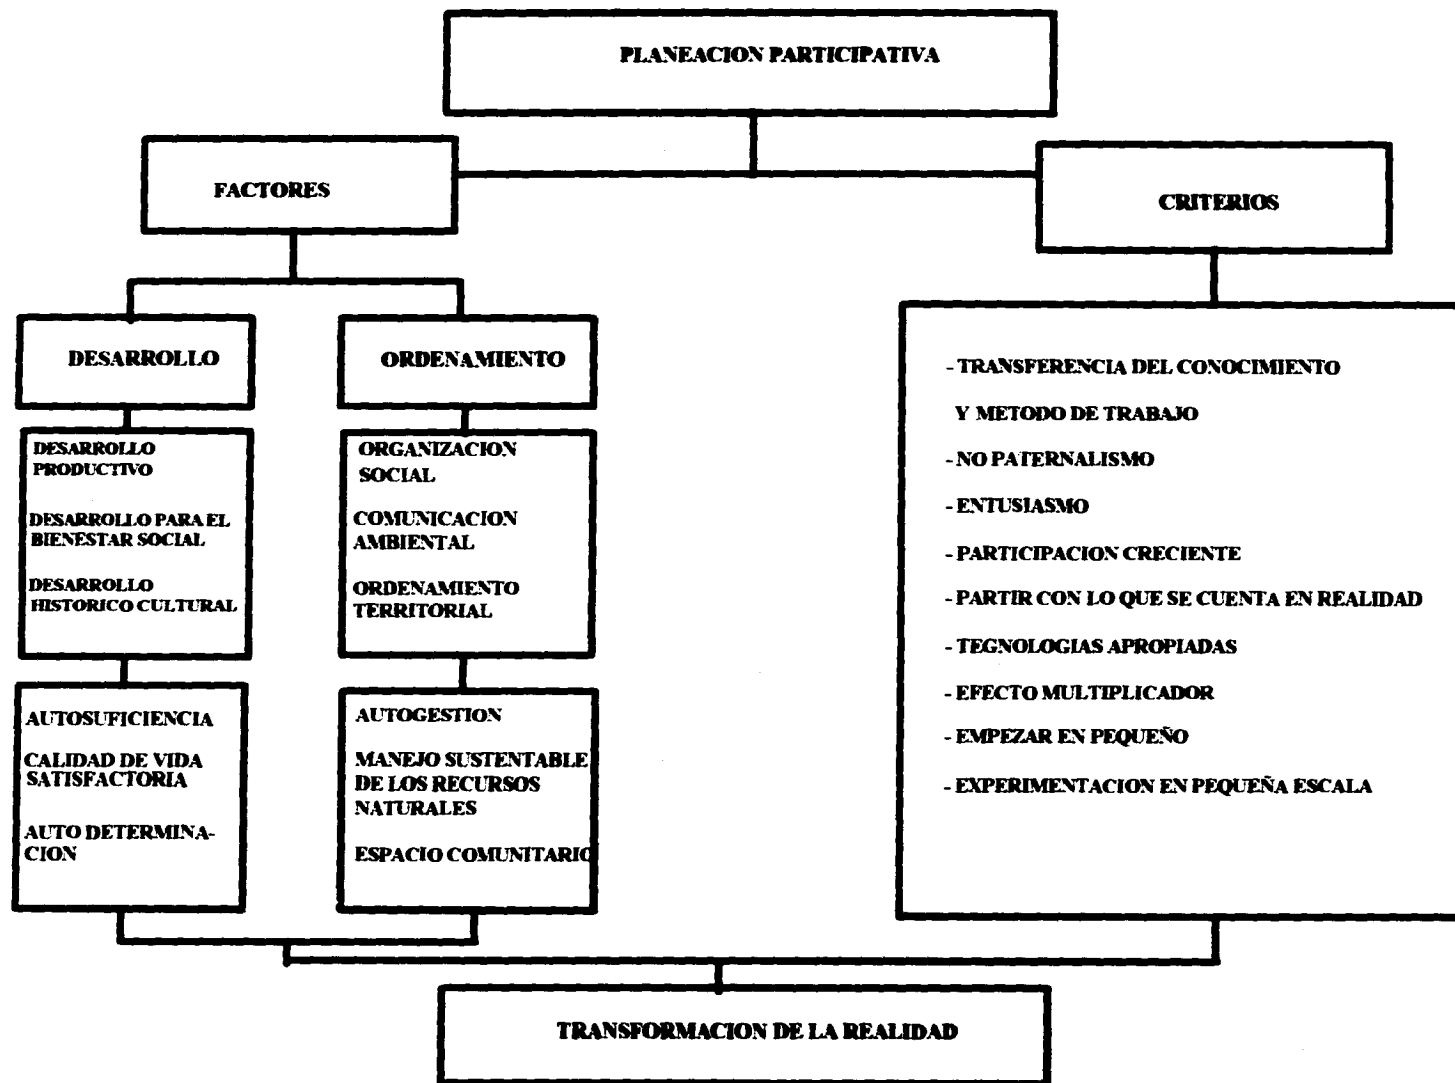 PLANEACION PARTICIPATIVA
FACTORES
CRITERIOS
DESARROLLO
ORDENAMIENTO
DESARROLLO
PRODUCTIVO
DESARROLLO PARA EL
BIENESTAR SOCIAL
DESARROLLO
HISTORICO CULTURAL
ORGANIZACION
SOCIAL
COMUNICACION
AMBIENTAL
ORDENAMIENTO
TERRITORIAL
AUTOSUFICIENCIA
CALIDAD DE VIDA
SATISFACTORIA
AUTO DETERMINA-
CION
AUTOGESTION
MANEJO SUSTENTABLE
DE LOS RECURSOS
NATURALES
ESPACIO COMUNITARIO
- TRANSFERENCIA DEL CONOCIMIENTO
Y METODO DE TRABAJO
- NO PATERNALISMO
- ENTUSIASMO
- PARTICIPACION CRECIENTE
- PARTIR CON LO QUE SE CUENTA EN REALIDAD
- TEGNOLOGIAS APROPIADAS
- EFECTO MULTIPLICADOR
- EMPEZAR EN PEQUEÑO
- EXPERIMENTACION EN PEQUEÑA ESCALA
TRANSFORMACION DE LA REALIDAD